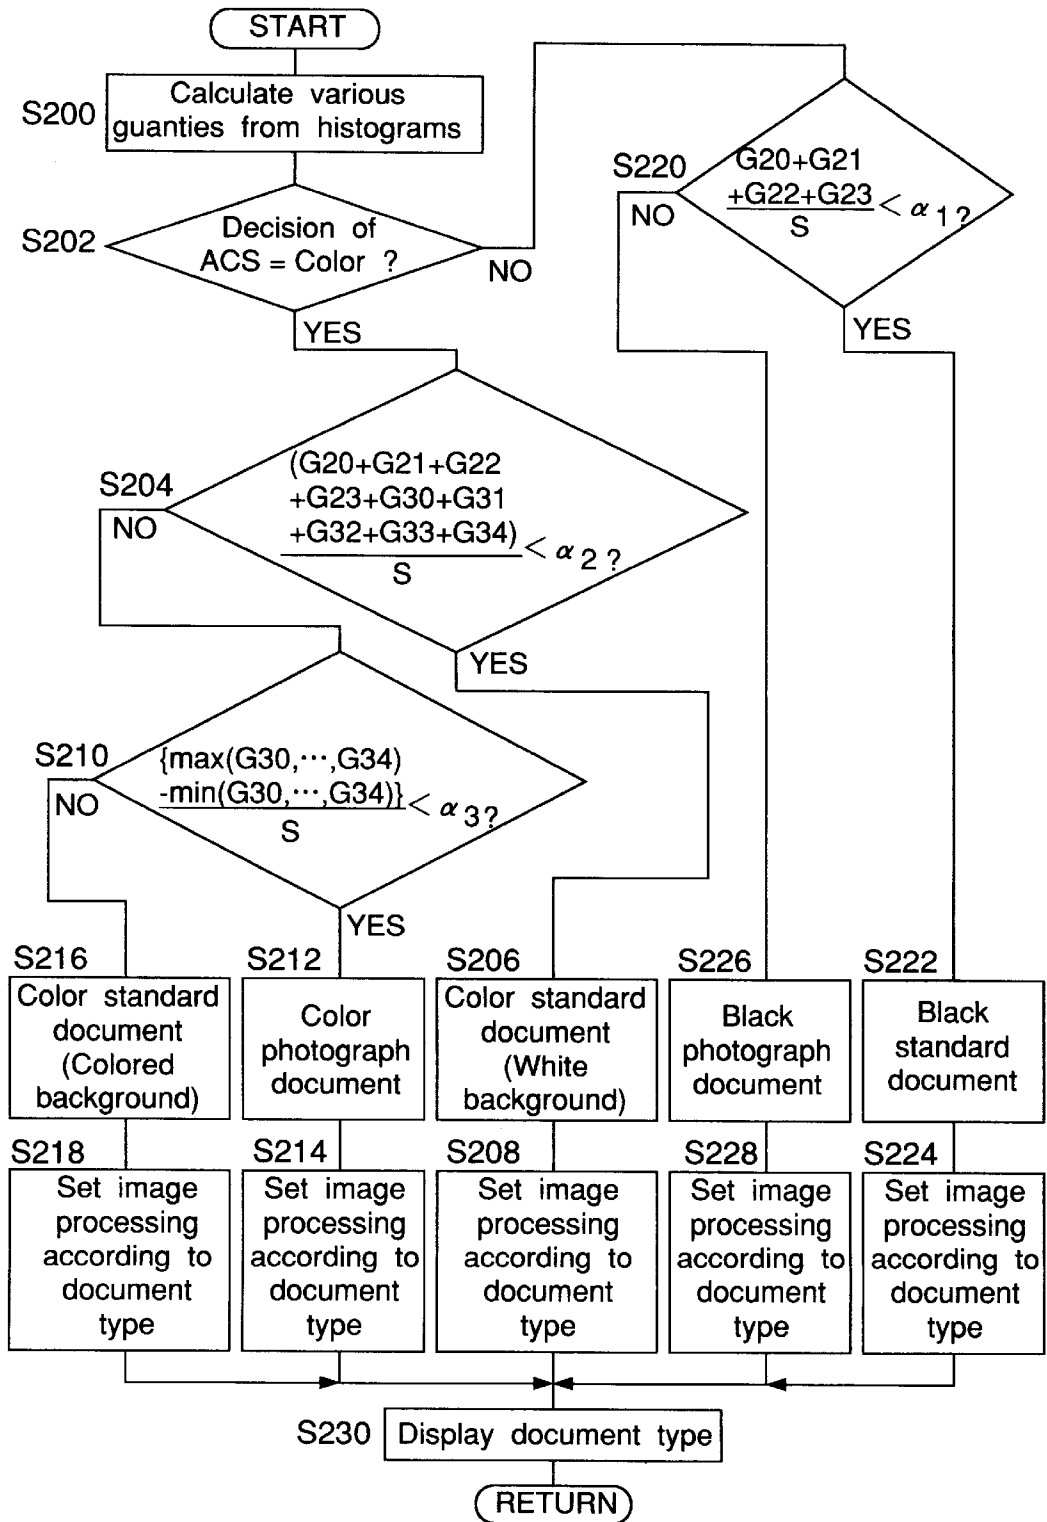 START
S200
Calculate various
guanties from histograms
S202
Decision of
ACS = Color ?
NO
YES
S220
NO
G20+G21
+G22+G23
S
< α1?
YES
S204
NO
(G20+G21+G22
+G23+G30+G31
+G32+G33+G34)
S
< α2?
YES
S210
NO
{max(G30,···,G34)
-min(G30,···,G34)}
S
< α3?
YES
S216
Color standard
document
(Colored
background)
S212
Color
photograph
document
S206
Color standard
document
(White
background)
S226
Black
photograph
document
S222
Black
standard
document
S218
Set image
processing
according to
document
type
S214
Set image
processing
according to
document
type
S208
Set image
processing
according to
document
type
S228
Set image
processing
according to
document
type
S224
Set image
processing
according to
document
type
S230
Display document type
RETURN